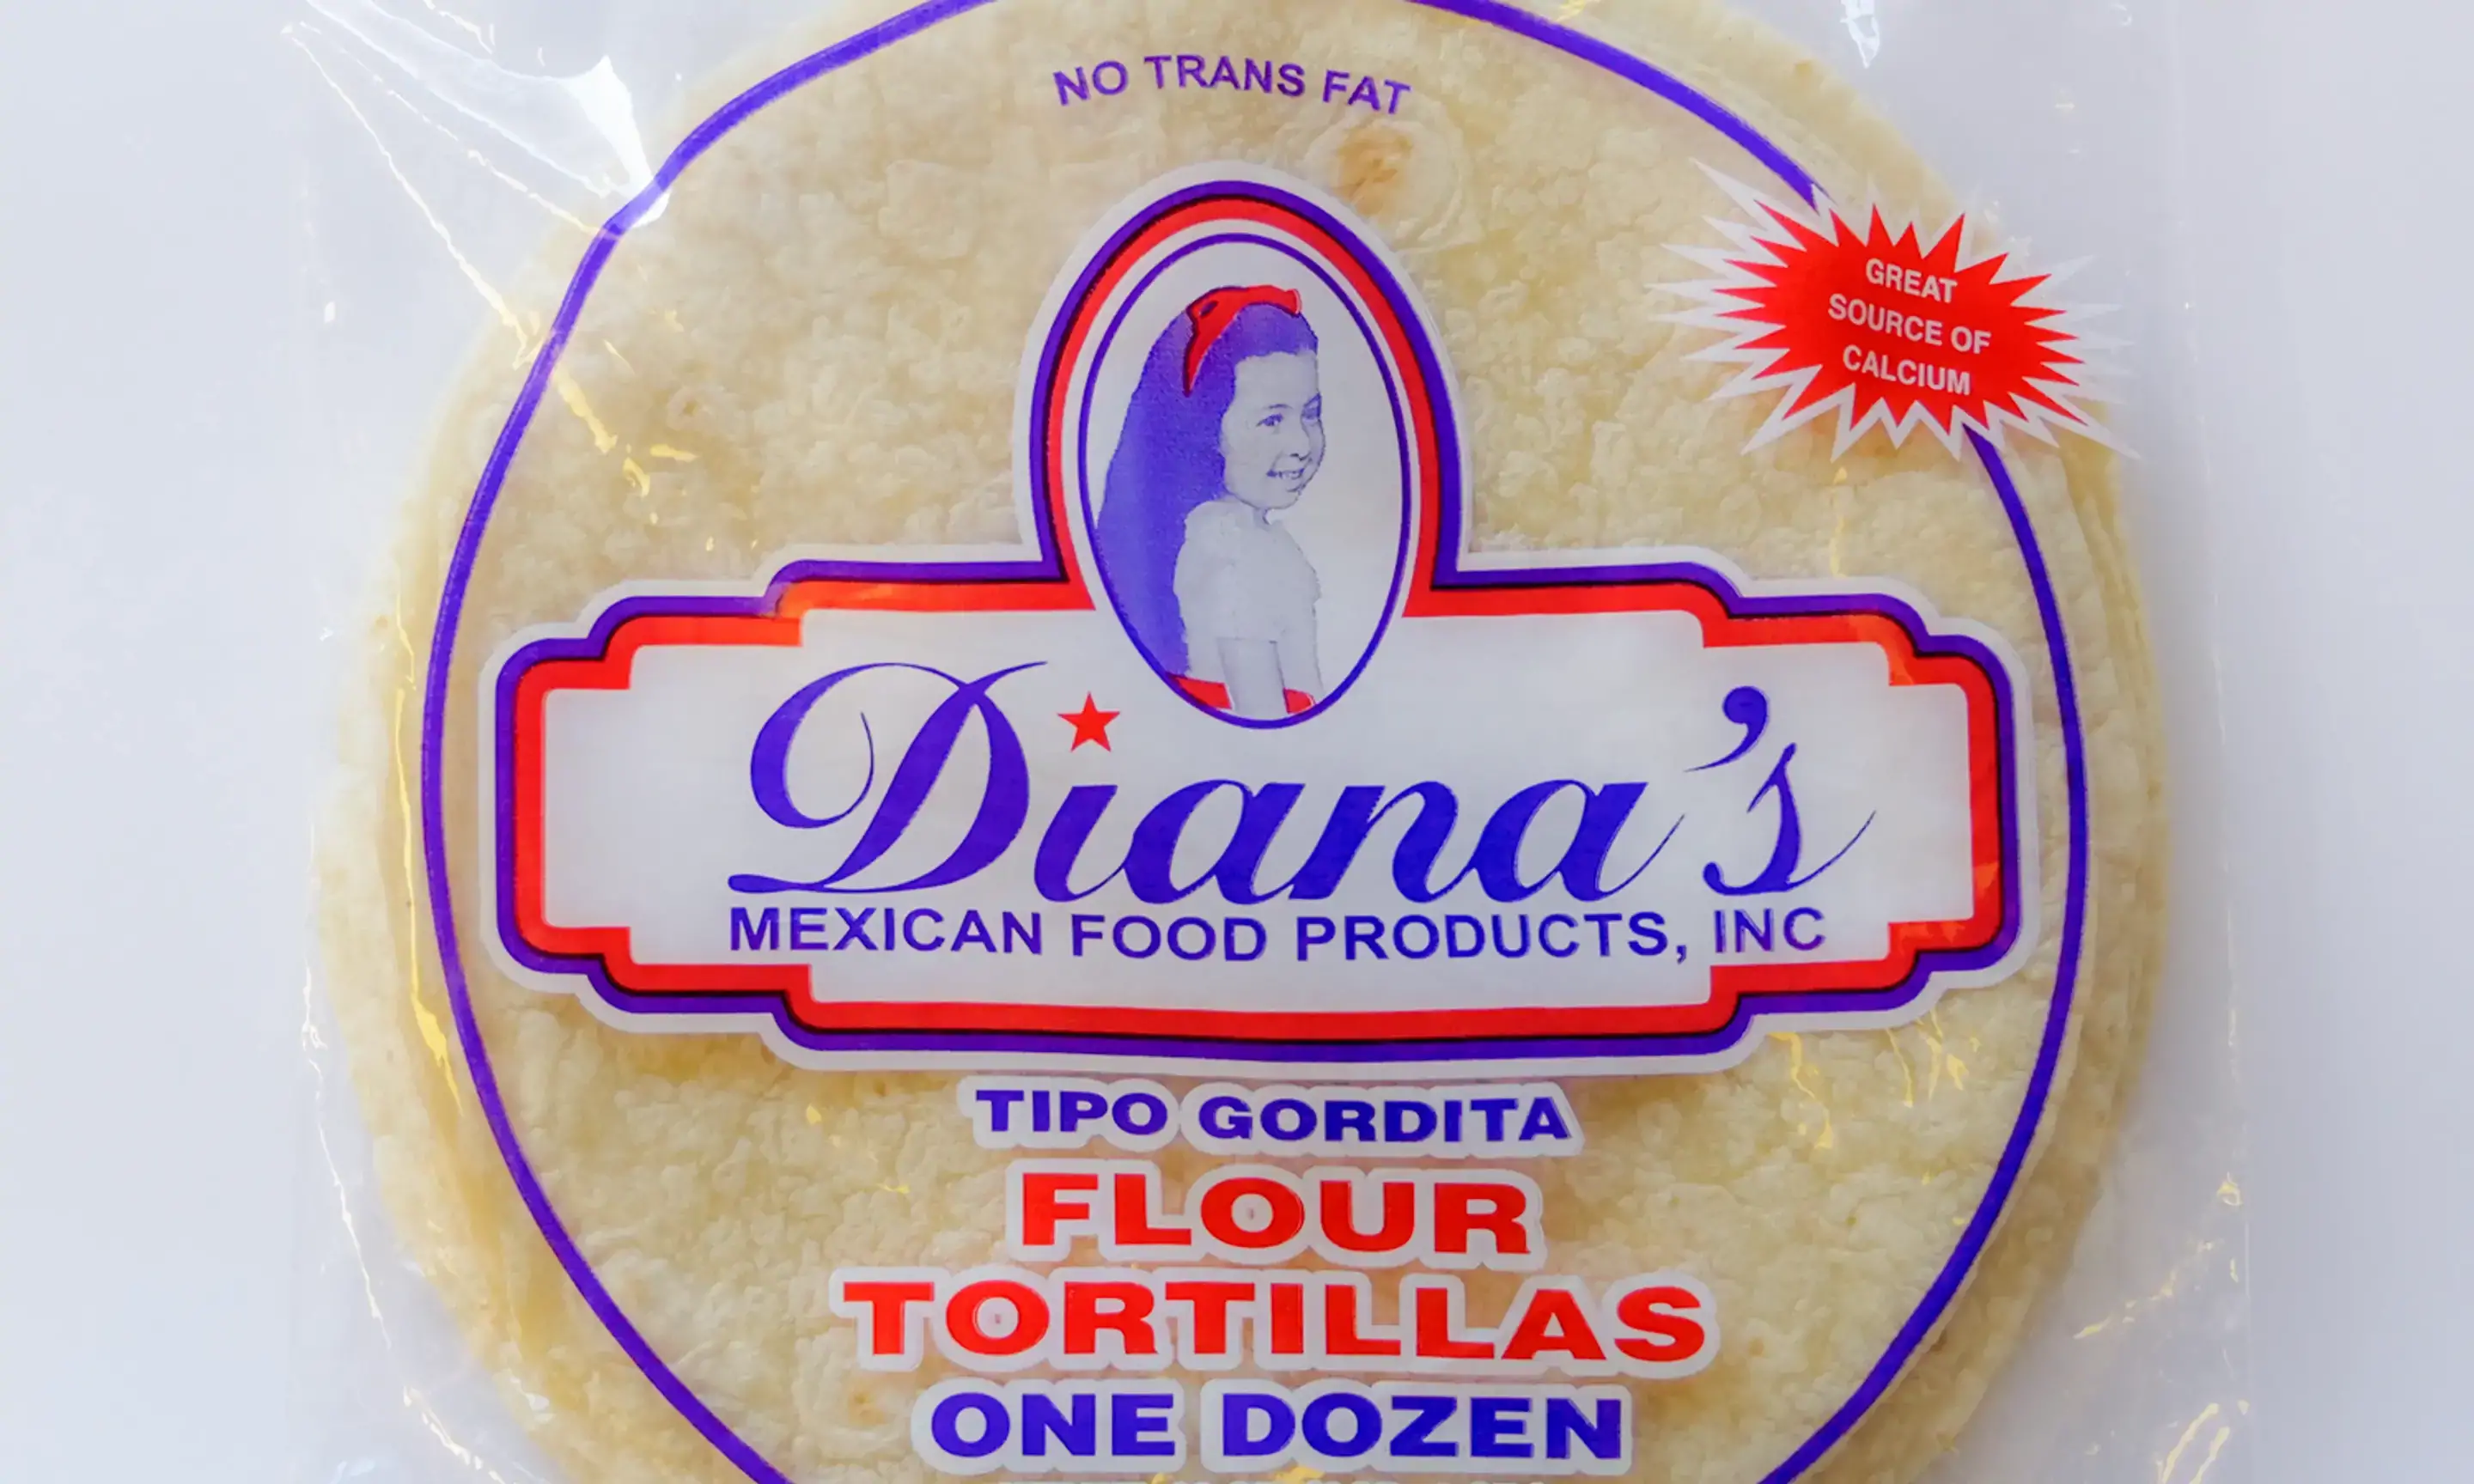 NO TRANS FAT
GREAT
SOURCE OF
CALCIUM
Diana's
MEXICAN FOOD PRODUCTS, INC
TIPO GORDITA
FLOUR
TORTILLAS
ONE DOZEN